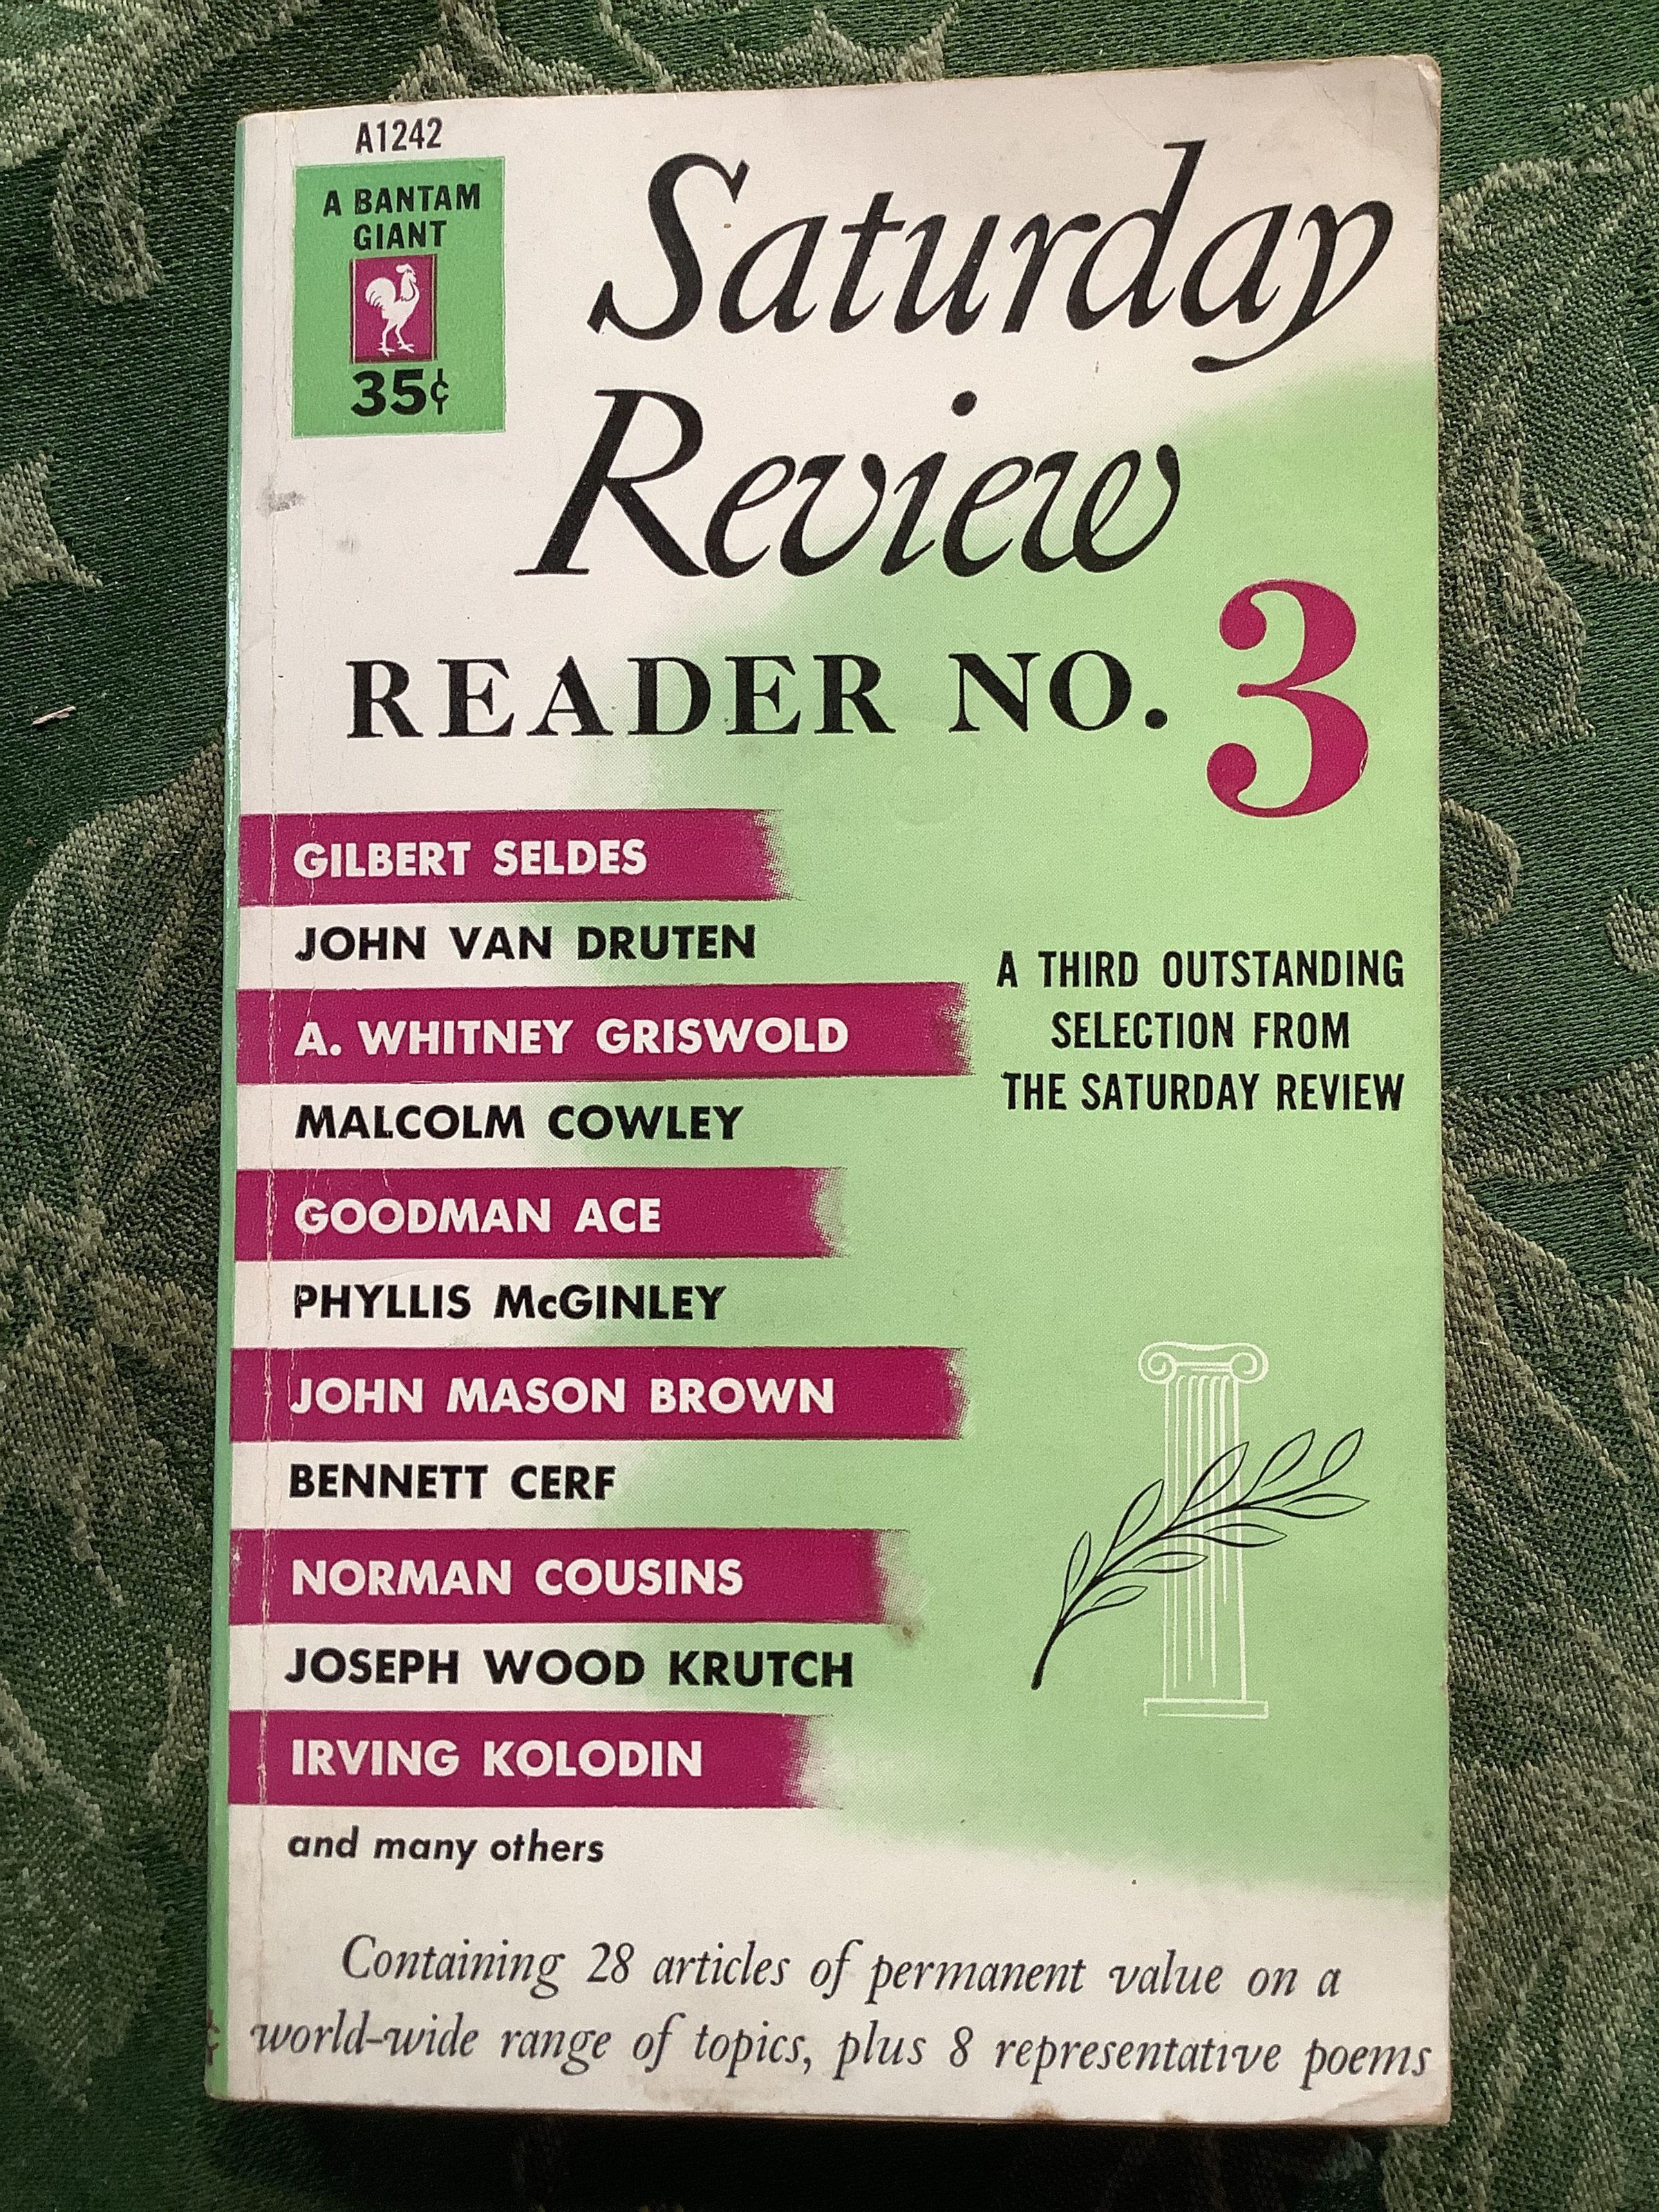 A1242
A BANTAM
GIANT
35¢
Saturday
Review
READER NO. 3
GILBERT SELDES
JOHN VAN DRUTEN
A. WHITNEY GRISWOLD
MALCOLM COWLEY
GOODMAN ACE
PHYLLIS McGINLEY
JOHN MASON BROWN
BENNETT CERF
NORMAN COUSINS
JOSEPH WOOD KRUTCH
IRVING KOLODIN
and many others
A THIRD OUTSTANDING
SELECTION FROM
THE SATURDAY REVIEW
Containing 28 articles of permanent value on a
world-wide range of topics, plus 8 representative poems